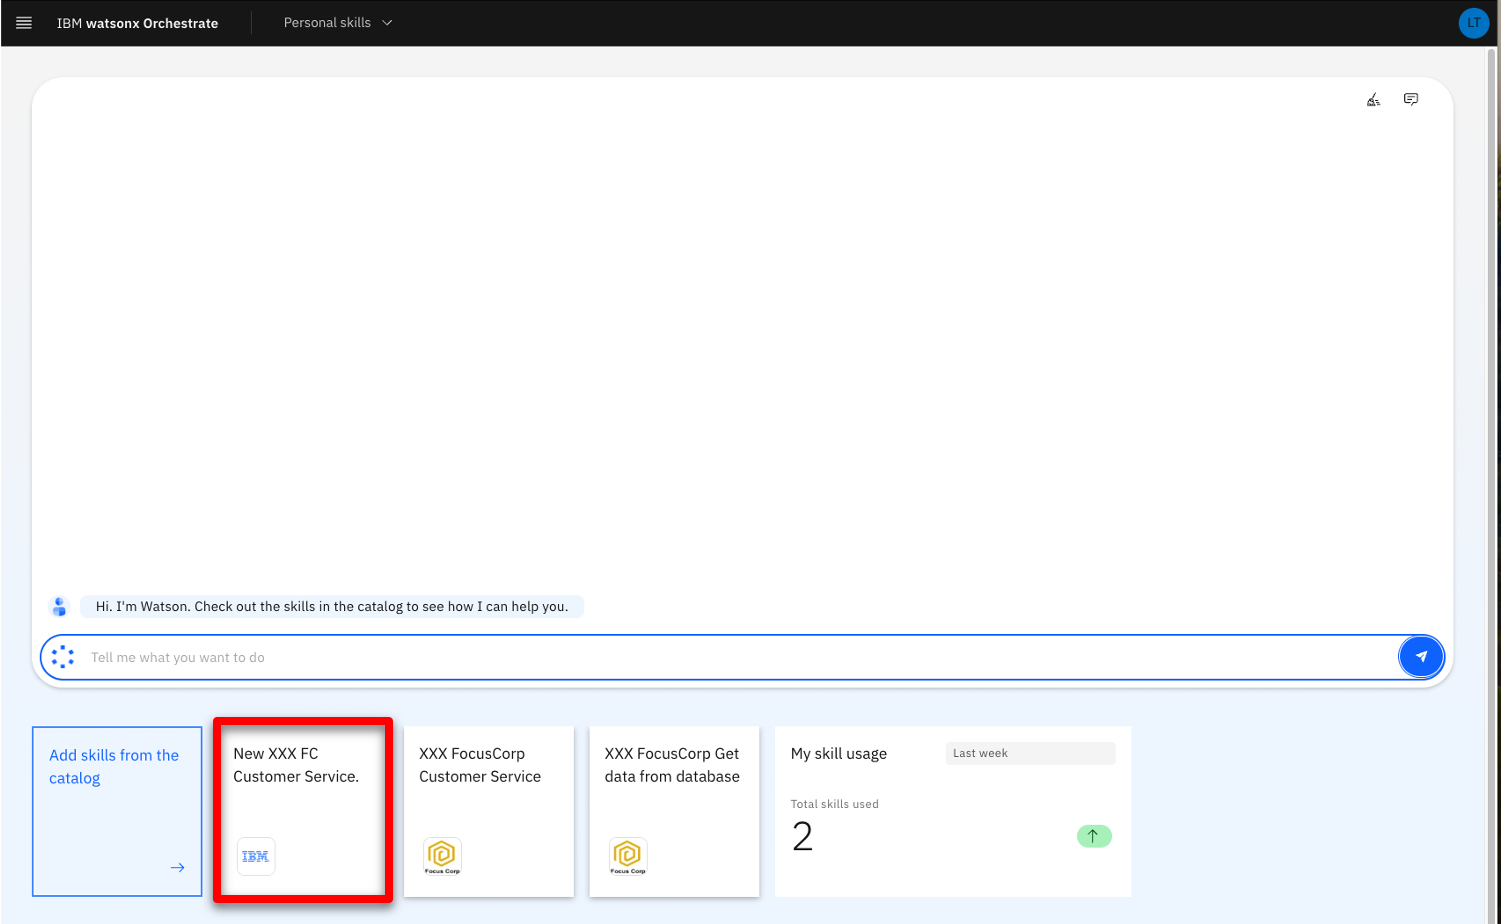 IBM watsonx Orchestrate
Personal skills
LT
Hi. I'm Watson. Check out the skills in the catalog to see how I can help you.
Tell me what you want to do
Add skills from the
catalog
New XXX FC
Customer Service.
IBM
XXX FocusCorp
Customer Service
Focus Corp
XXX FocusCorp Get
data from database
Focus Corp
My skill usage
Last week
Total skills used
2